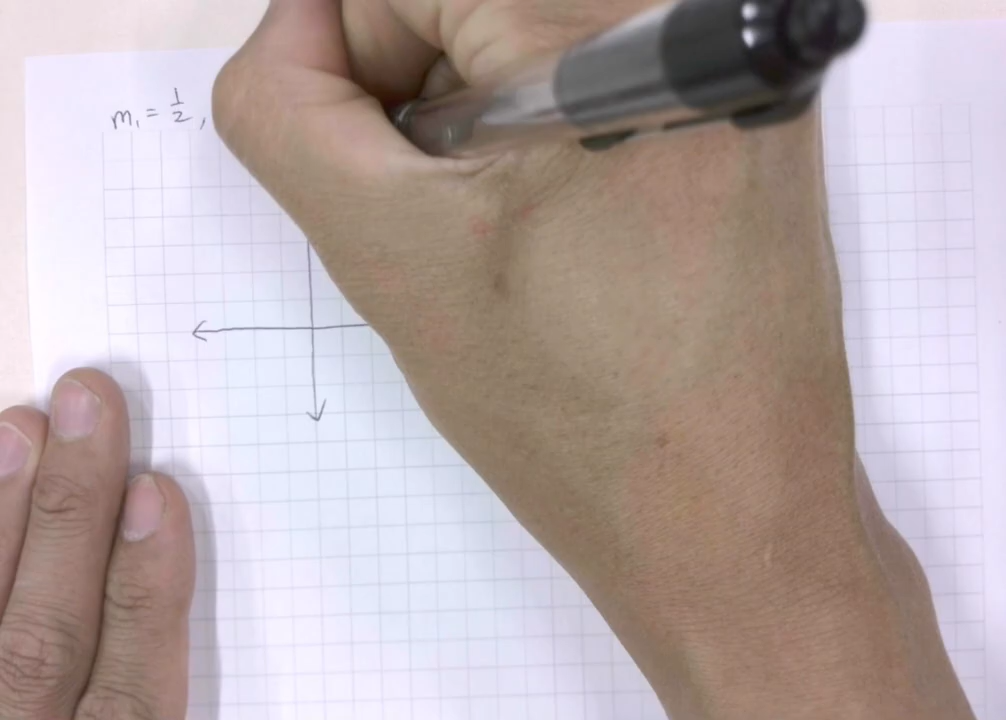 m₁ = 1/2,